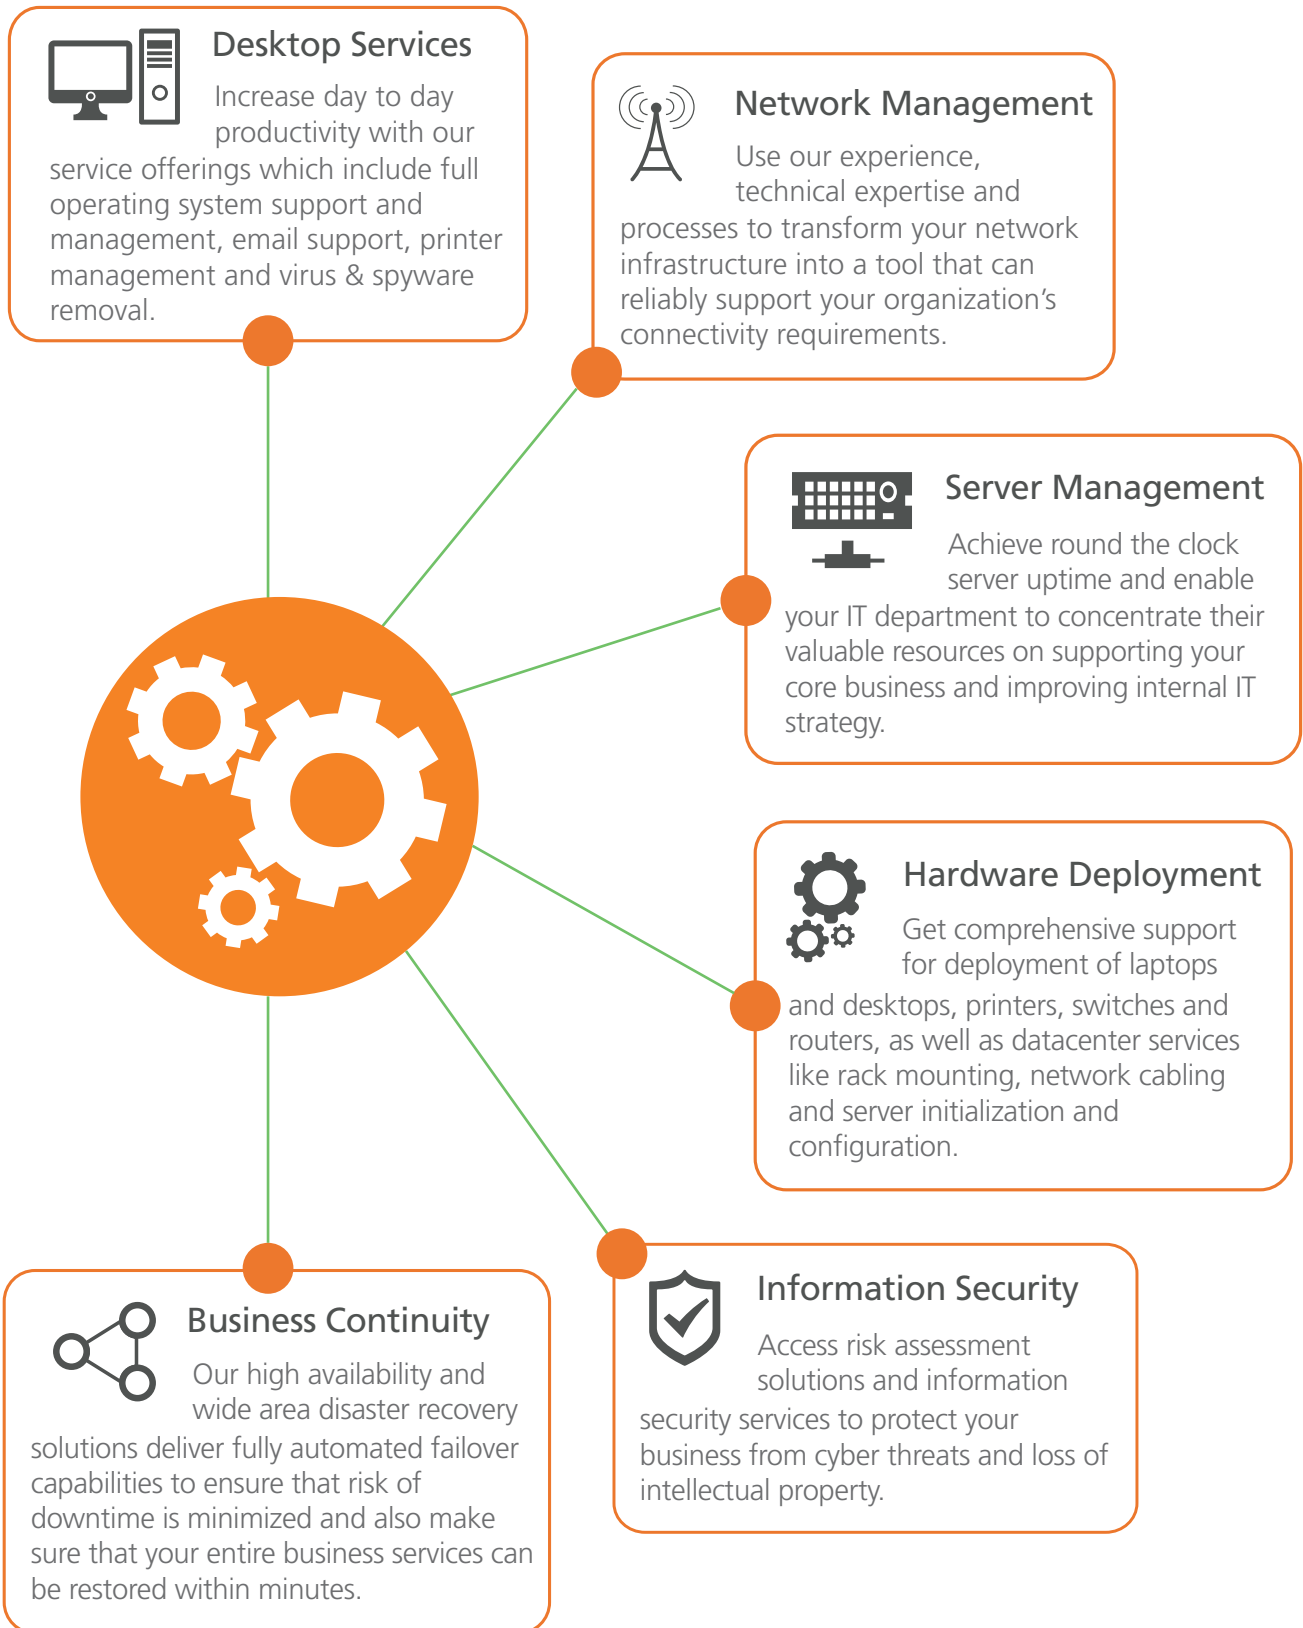 Desktop Services
Increase day to day
productivity with our
service offerings which include full
operating system support and
management, email support, printer
management and virus & spyware
removal.
Network Management
Use our experience,
technical expertise and
processes to transform your network
infrastructure into a tool that can
reliably support your organization’s
connectivity requirements.
Server Management
Achieve round the clock
server uptime and enable
your IT department to concentrate their
valuable resources on supporting your
core business and improving internal IT
strategy.
Hardware Deployment
Get comprehensive support
for deployment of laptops
and desktops, printers, switches and
routers, as well as datacenter services
like rack mounting, network cabling
and server initialization and
configuration.
Information Security
Access risk assessment
solutions and information
security services to protect your
business from cyber threats and loss of
intellectual property.
Business Continuity
Our high availability and
wide area disaster recovery
solutions deliver fully automated failover
capabilities to ensure that risk of
downtime is minimized and also make
sure that your entire business services can
be restored within minutes.